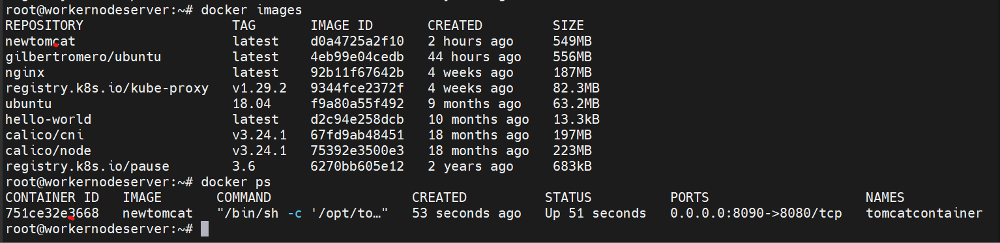 root@workernodeserver:~# docker images
REPOSITORY TAG IMAGE ID CREATED SIZE
newtomcat latest d0a4725a2f10 2 hours ago 549MB
gilbertromero/ubuntu latest 4eb99e04cedb 44 hours ago 556MB
nginx latest 92b11f67642b 4 weeks ago 187MB
registry.k8s.io/kube-proxy v1.29.2 9344fce2372f 4 weeks ago 82.3MB
ubuntu 18.04 f9a80a55f492 9 months ago 63.2MB
hello-world latest d2c94e258dcb 10 months ago 13.3kB
calico/cni v3.24.1 67fd9ab48451 18 months ago 197MB
calico/node v3.24.1 75392e3500e3 18 months ago 223MB
registry.k8s.io/pause 3.6 6270bb605e12 2 years ago 683kB
root@workernodeserver:~# docker ps
CONTAINER ID IMAGE COMMAND CREATED STATUS PORTS NAMES
751ce32e3668 newtomcat "/bin/sh -c '/opt/to…" 53 seconds ago Up 51 seconds 0.0.0.0:8090->8080/tcp tomcatcontainer
root@workernodeserver:~#